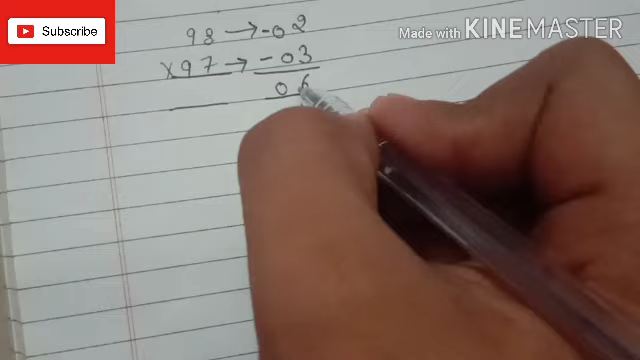 Subscribe
Made with KINEMASTER
98 → -02
x97 → -03
06